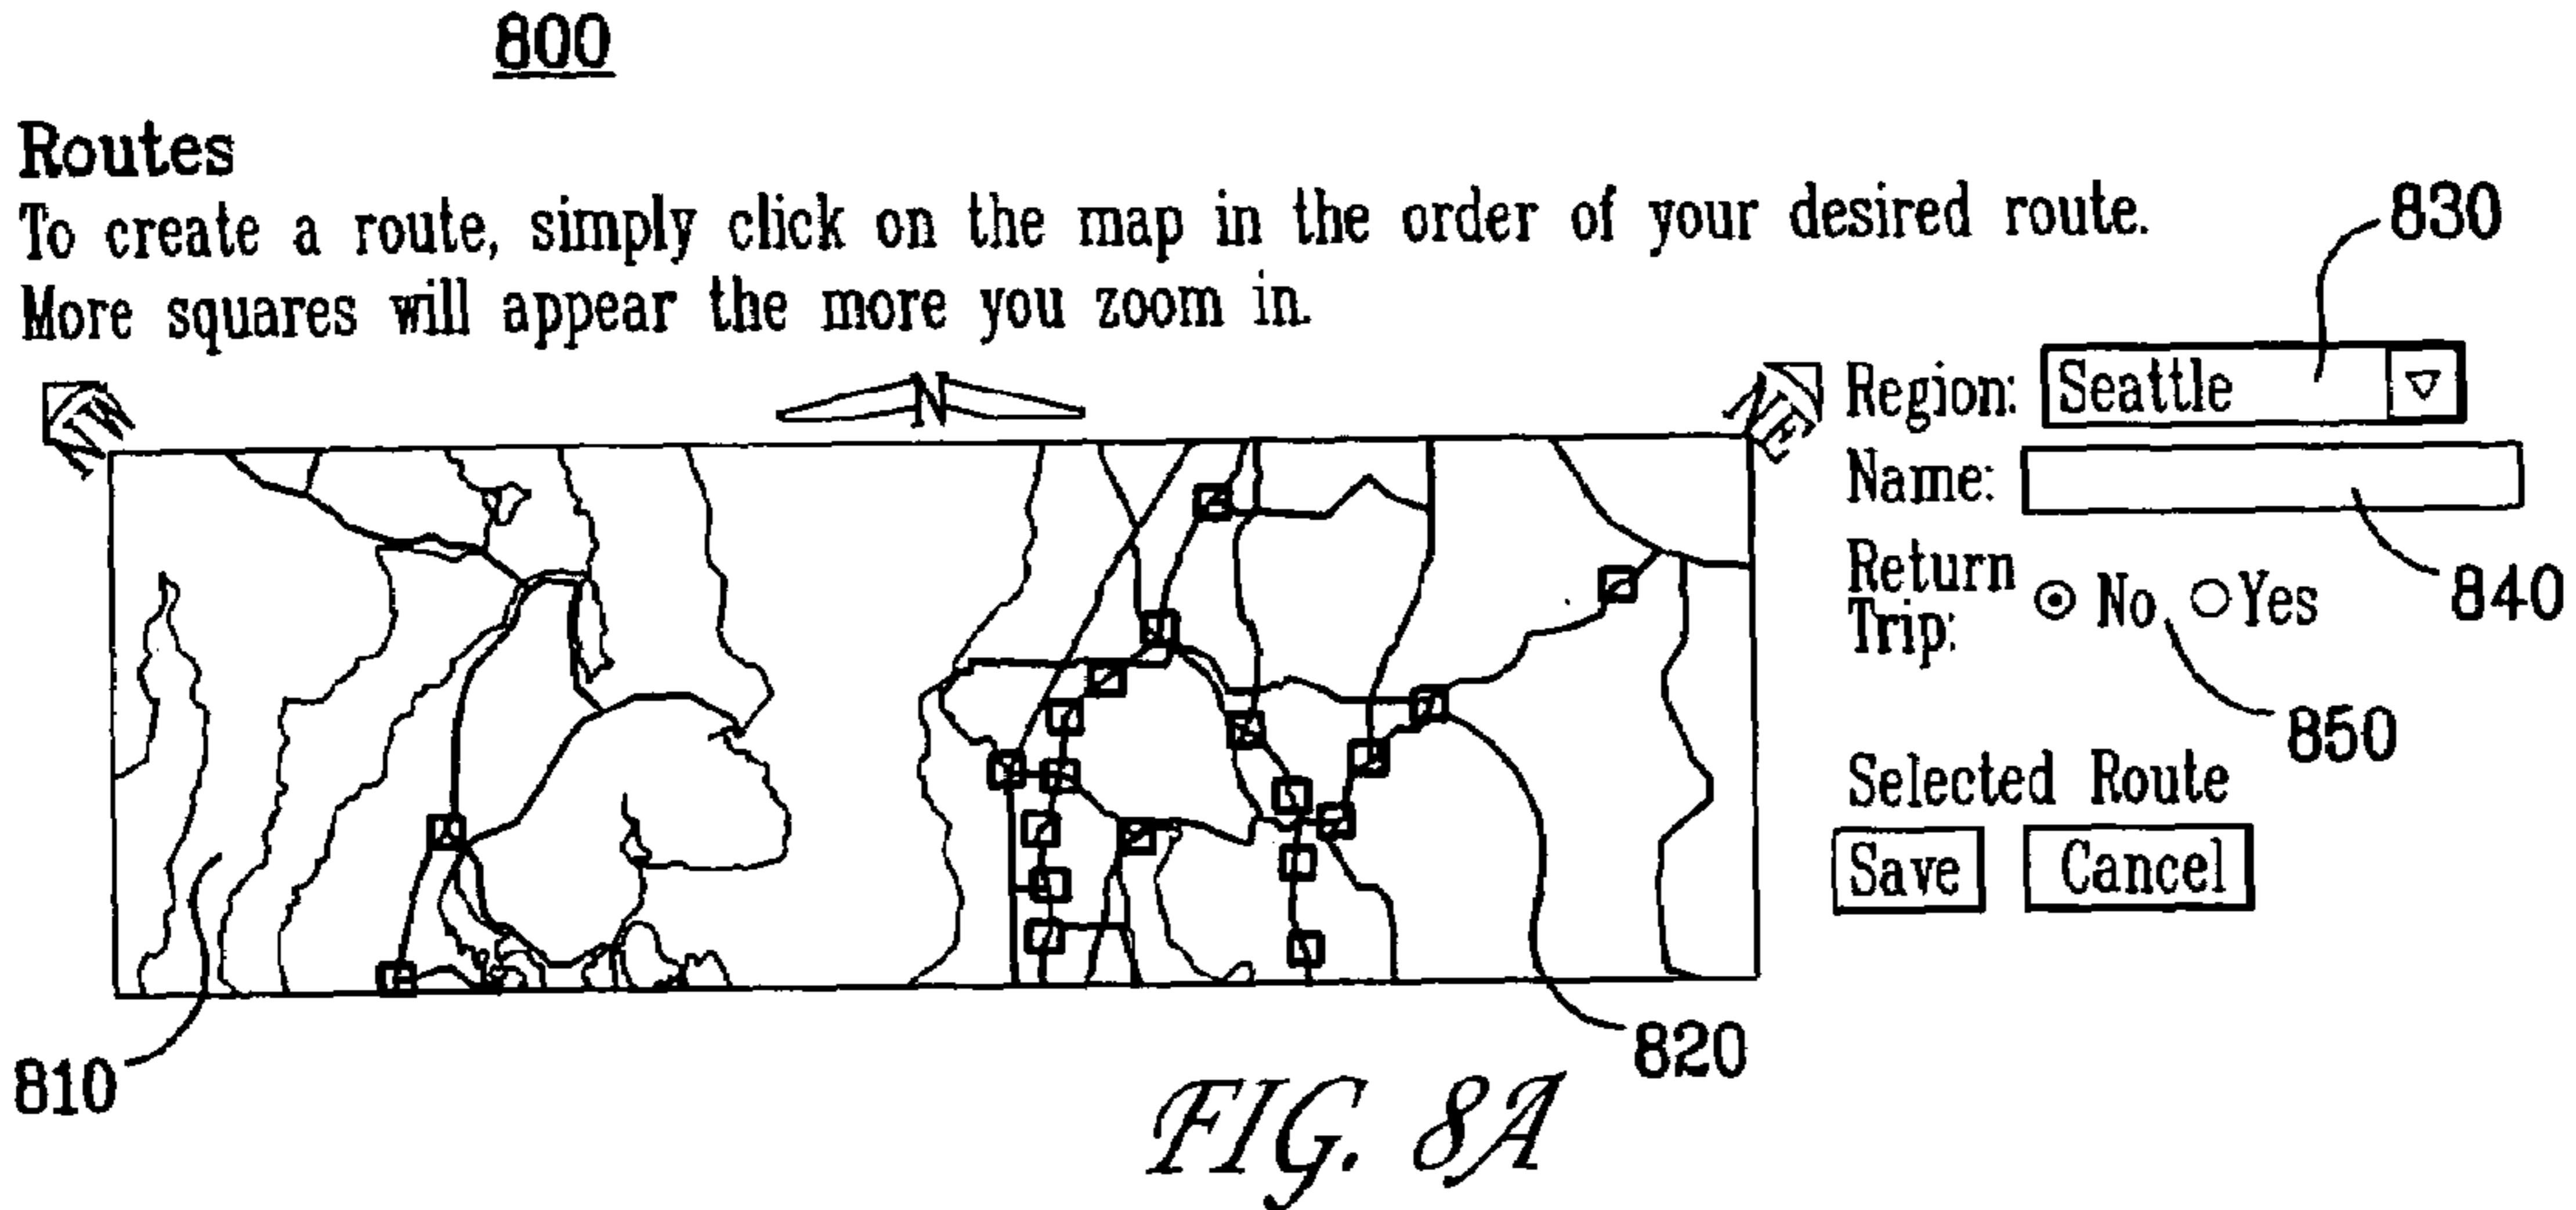 800
Routes
To create a route, simply click on the map in the order of your desired route.
More squares will appear the more you zoom in.
NW
N
NE
Region: Seattle
830
Name:
840
Return Trip: No Yes
850
Selected Route
Save Cancel
810
820
FIG. 8A